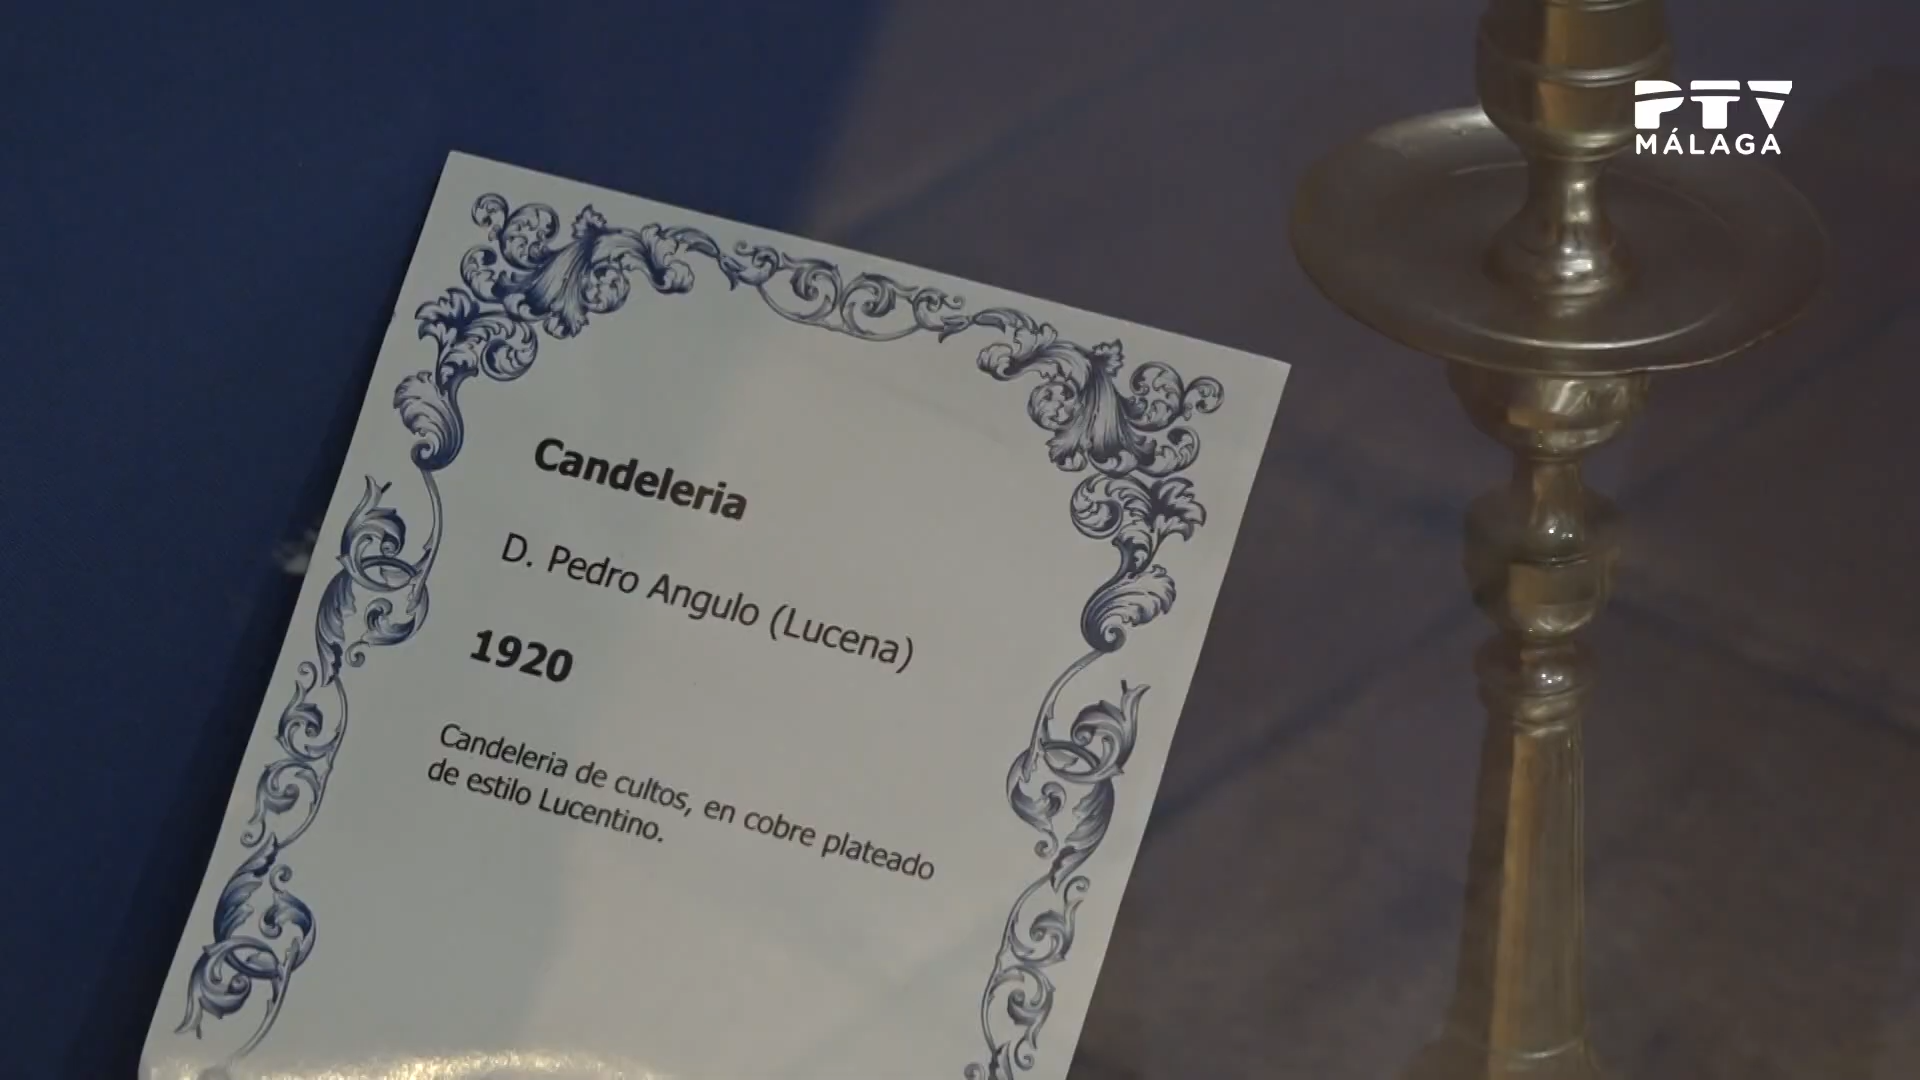 PTV
MÁLAGA
Candeleria
D. Pedro Angulo (Lucena)
1920
Candeleria de cultos, en cobre plateado
de estilo Lucentino.